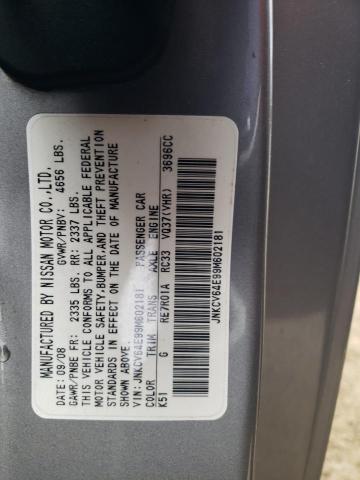 MANUFACTURED BY NISSAN MOTOR CO.,LTD.
09/08 GVWR/PNBV: 4656 LBS.
GAWR/PNBE FR: 2335 LBS. RR: 2337 LBS.
THIS VEHICLE CONFORMS TO ALL APPLICABLE FEDERAL
MOTOR VEHICLE SAFETY,BUMPER,AND THEFT PREVENTION
STANDARDS IN EFFECT ON THE DATE OF MANUFACTURE
SHOWN ABOVE.
VIN: JNKCV64E99M602181 PASSENGER CAR
COLOR TRIM TRANS AXLE ENGINE
K51 G RE7R01A RC33 VQ37(VHR) 3696CC
JNKCV64E99M602181